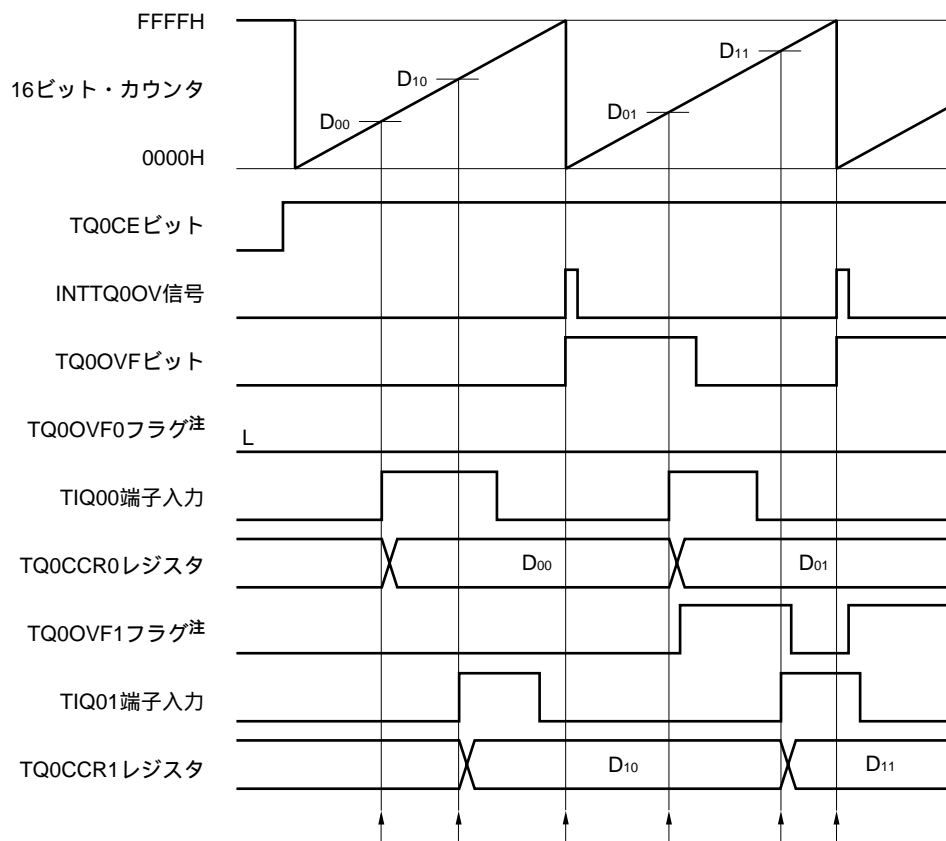 FFFFH
D10
D11
16ビット・カウンタ
D00
D01
0000H
TQ0CEビット
INTTQ0OV信号
TQ0OVFビット
TQ0OVF0フラグ注
L
TIQ00端子入力
TQ0CCR0レジスタ
D00
D01
TQ0OVF1フラグ注
TIQ01端子入力
TQ0CCR1レジスタ
D10
D11